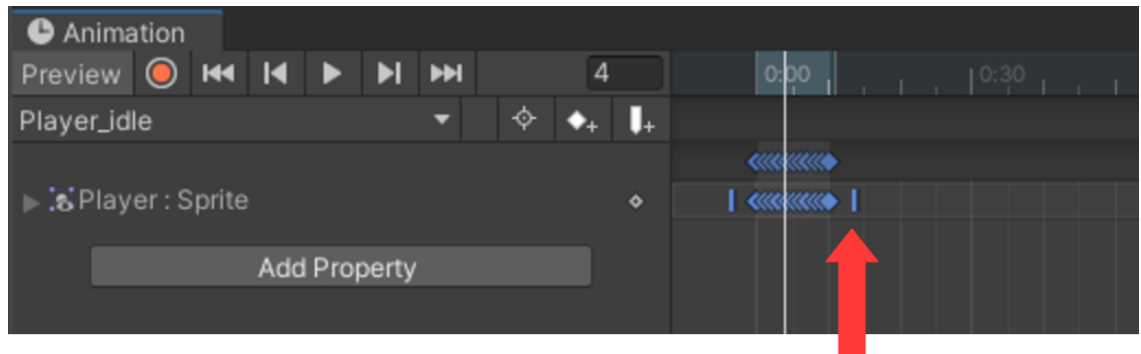 Animation
Preview 4 0:00 0:30
Player_idle
Player : Sprite
Add Property